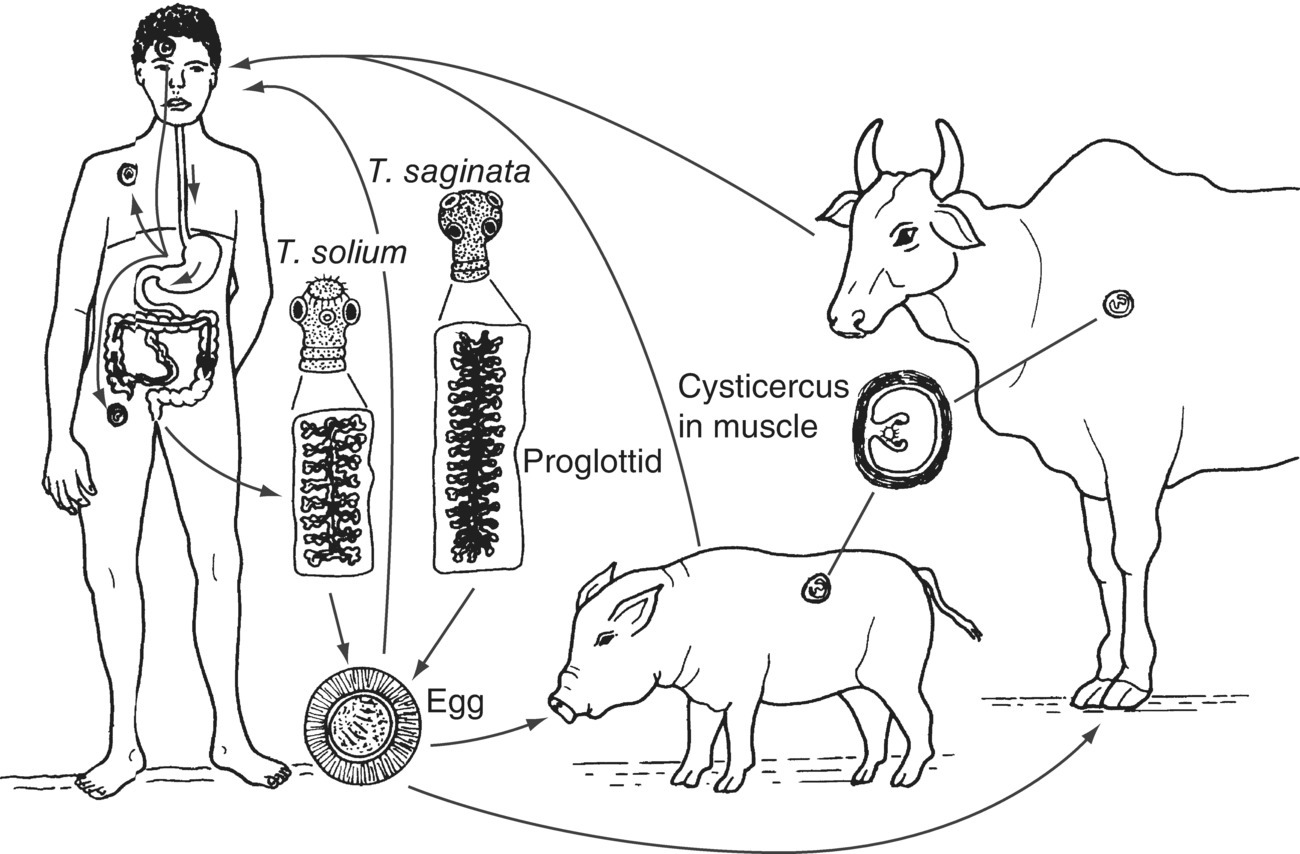 T. saginata
T. solium
Cysticercus
in muscle
Proglottid
Egg